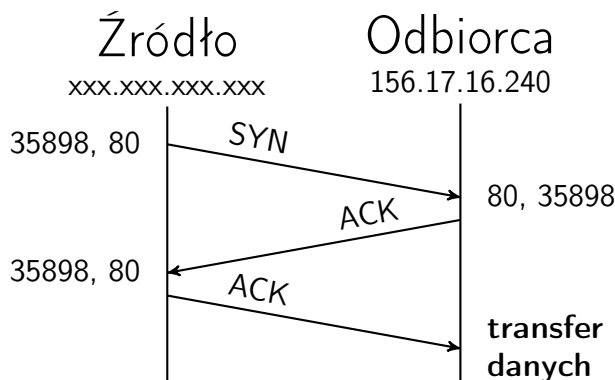 Źródło
Odbiorca
xxx.xxx.xxx.xxx
156.17.16.240
35898, 80
SYN
80, 35898
ACK
35898, 80
ACK
transfer
danych